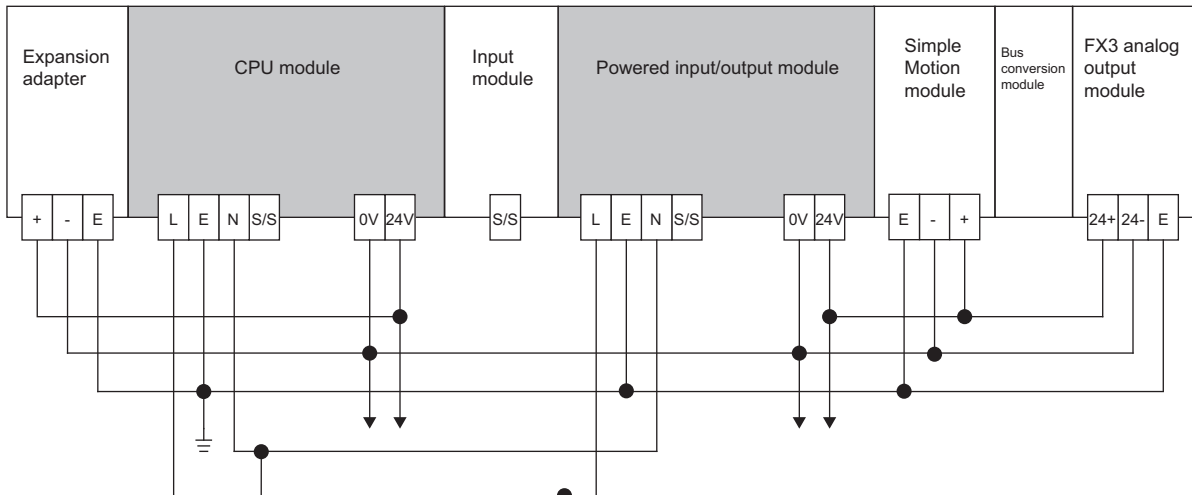 Expansion
adapter
CPU module
Input
module
Powered input/output module
Simple
Motion
module
Bus
conversion
module
FX3 analog
output
module
+ - E
L E N S/S
0V 24V
S/S
L E N S/S
0V 24V
E - +
24+ 24- E